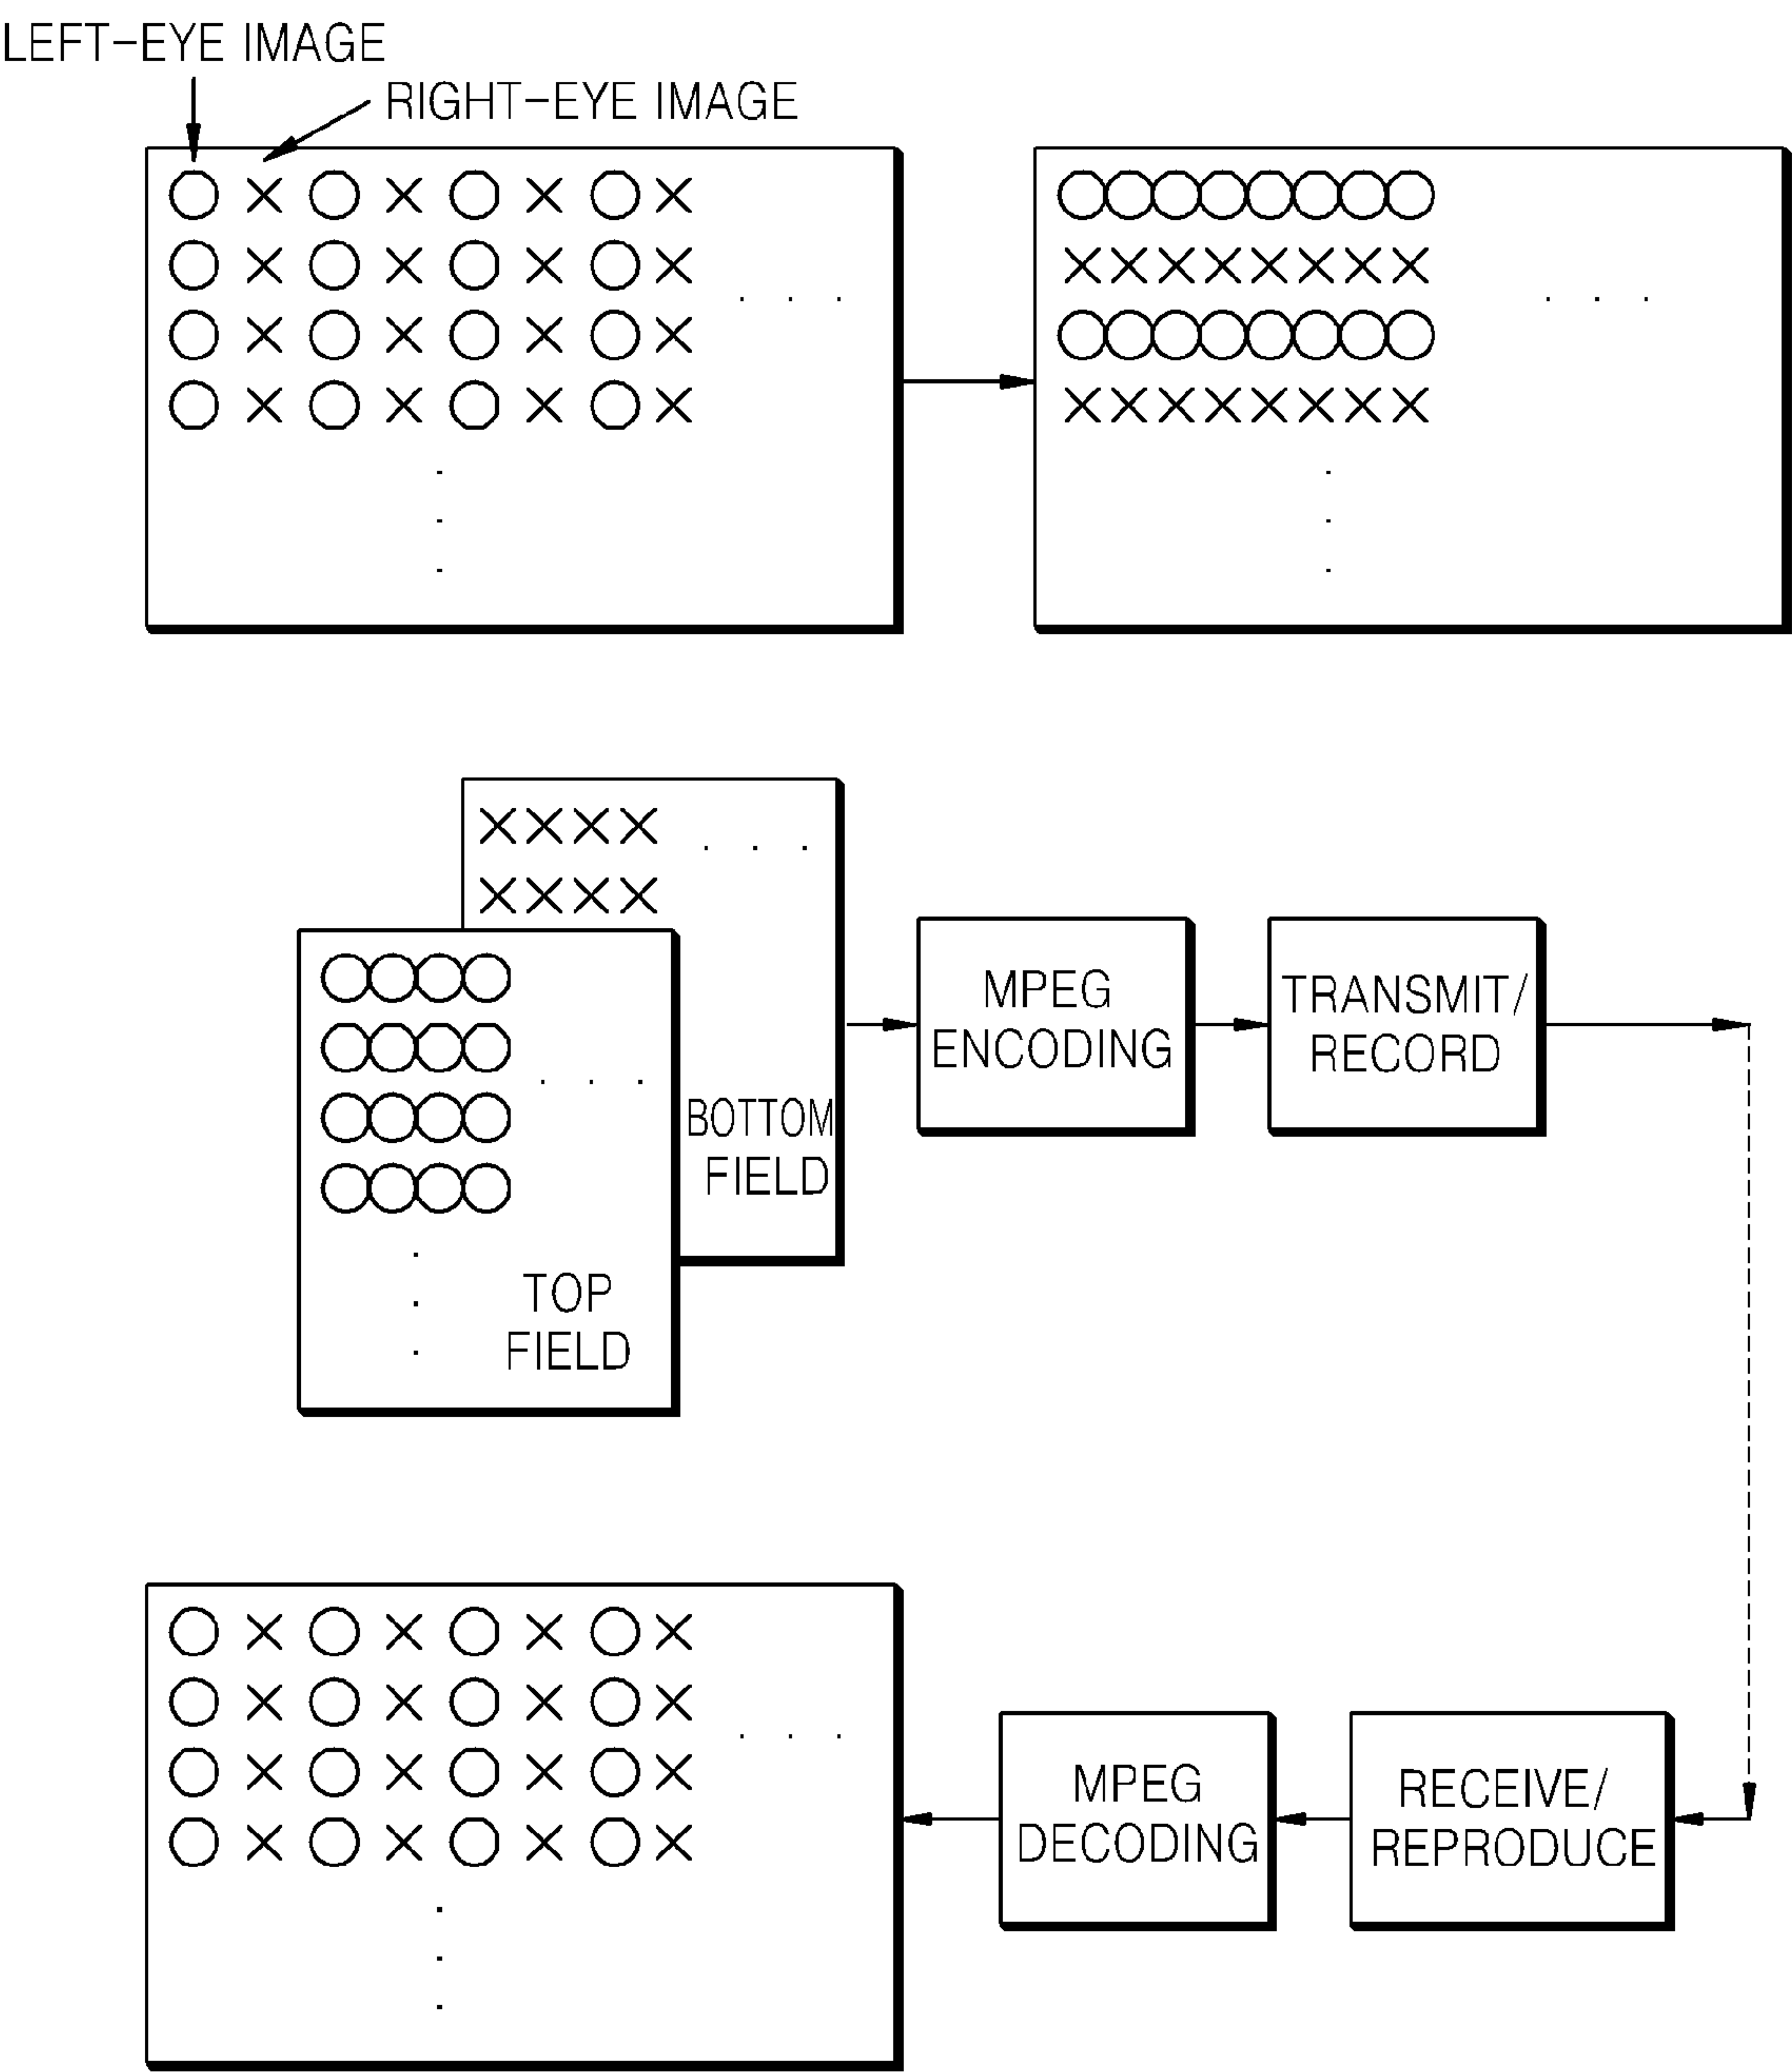 LEFT-EYE IMAGE
RIGHT-EYE IMAGE
MPEG
ENCODING
TRANSMIT/
RECORD
BOTTOM
FIELD
TOP
FIELD
MPEG
DECODING
RECEIVE/
REPRODUCE